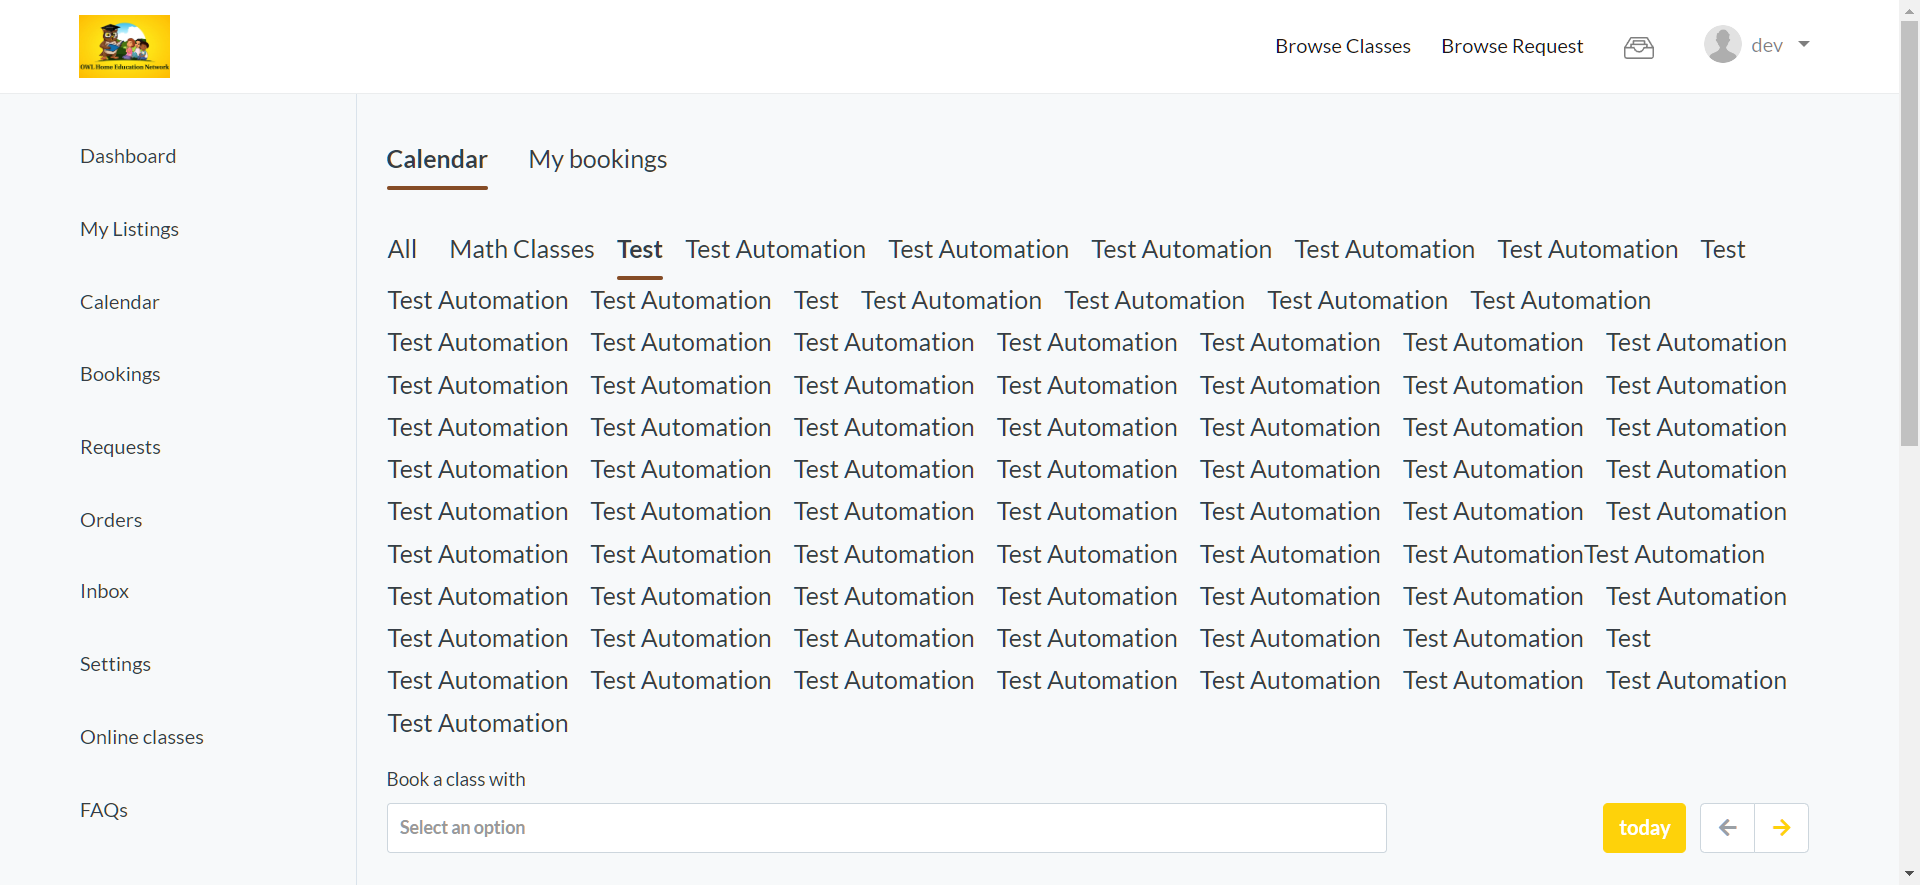 OWL Home Education Network
Browse Classes Browse Request dev
Dashboard
My Listings
Calendar
Bookings
Requests
Orders
Inbox
Settings
Online classes
FAQs
Calendar My bookings
All Math Classes Test Test Automation Test Automation Test Automation Test Automation Test Automation Test
Test Automation Test Automation Test Test Automation Test Automation Test Automation Test Automation
Test Automation Test Automation Test Automation Test Automation Test Automation Test Automation Test Automation
Test Automation Test Automation Test Automation Test Automation Test Automation Test Automation Test Automation
Test Automation Test Automation Test Automation Test Automation Test Automation Test Automation Test Automation
Test Automation Test Automation Test Automation Test Automation Test Automation Test Automation Test Automation
Test Automation Test Automation Test Automation Test Automation Test Automation Test Automation Test Automation
Test Automation Test Automation Test Automation Test Automation Test Automation Test AutomationTest Automation
Test Automation Test Automation Test Automation Test Automation Test Automation Test Automation Test Automation
Test Automation Test Automation Test Automation Test Automation Test Automation Test Automation Test
Test Automation Test Automation Test Automation Test Automation Test Automation Test Automation Test Automation
Test Automation
Book a class with
Select an option today